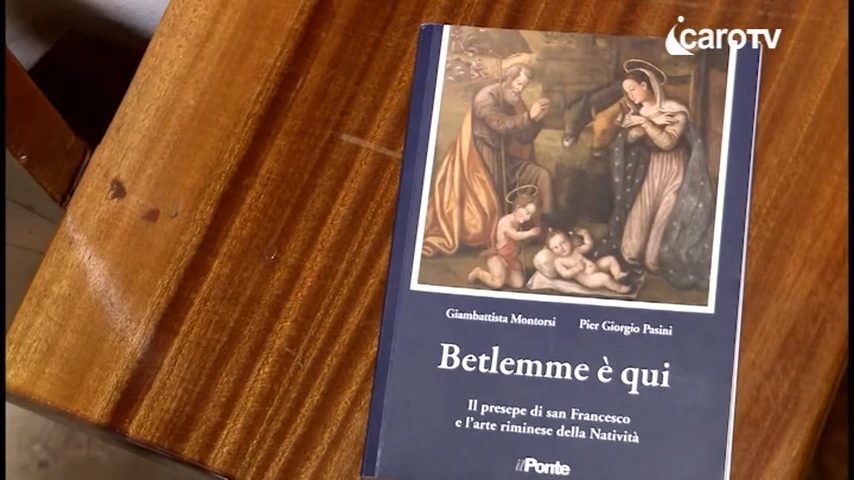 icaroTV
Giambattista Montorsi Pier Giorgio Pasini
Betlemme è qui
Il presepe di san Francesco
e l'arte riminese della Natività
ilPonte